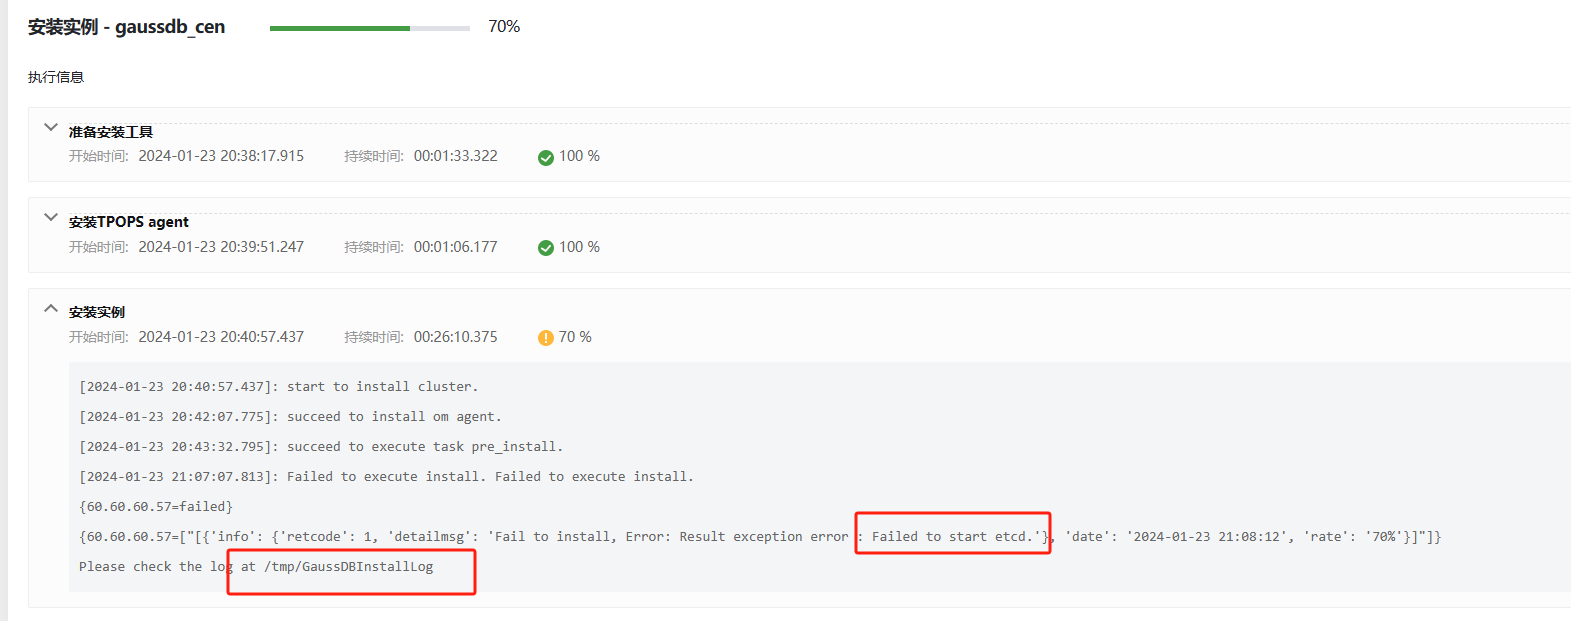 安装实例 - gaussdb_cen 70%
执行信息
准备安装工具
开始时间: 2024-01-23 20:38:17.915 持续时间: 00:01:33.322 100 %
安装TPOPS agent
开始时间: 2024-01-23 20:39:51.247 持续时间: 00:01:06.177 100 %
安装实例
开始时间: 2024-01-23 20:40:57.437 持续时间: 00:26:10.375 70 %
[2024-01-23 20:40:57.437]: start to install cluster.
[2024-01-23 20:42:07.775]: succeed to install om agent.
[2024-01-23 20:43:32.795]: succeed to execute task pre_install.
[2024-01-23 21:07:07.813]: Failed to execute install. Failed to execute install.
{60.60.60.57=failed}
{60.60.60.57=["[{'info': {'retcode': 1, 'detailmsg': 'Fail to install, Error: Result exception error : Failed to start etcd.'}, 'date': '2024-01-23 21:08:12', 'rate': '70%'}]"]}
Please check the log at /tmp/GaussDBInstallLog